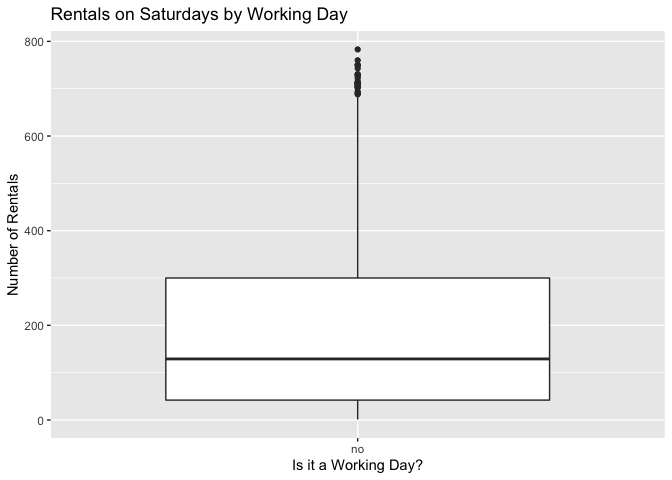 Rentals on Saturdays by Working Day
800
600
400
200
0
Number of Rentals
no
Is it a Working Day?